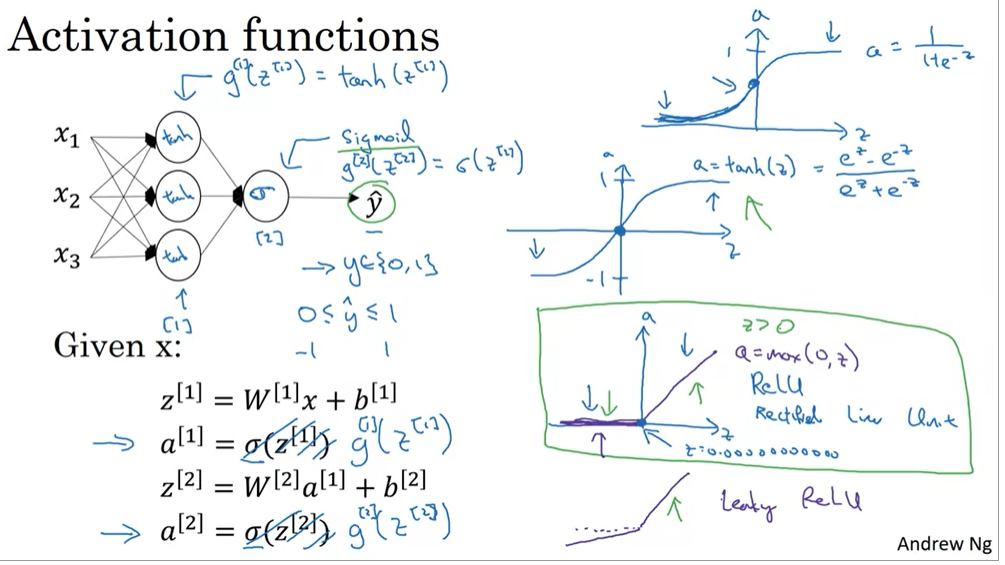 Activation functions
g^[1](z^[1]) = tanh(z^[1])
x₁
x₂
x₃
tanh
tanh
tanh
[1]
Sigmoid
g^[2](z^[2]) = σ(z^[2])
σ
[2]
ŷ
→ y∈{0,1}
0 ≤ ŷ ≤ 1
-1 1
Given x:
z^[1] = W^[1]x + b^[1]
→ a^[1] = σ(z^[1]) g^[1](z^[1])
z^[2] = W^[2]a^[1] + b^[2]
→ a^[2] = σ(z^[2]) g^[2](z^[2])
a
1
z
a = 1/(1+e^-z)
a
1
-1
z
a = tanh(z) = (e^z - e^-z)/(e^z + e^-z)
a
z
z>0
a = max(0,z)
ReLU
Rectified Linear Unit
z=0.00000000000
Leaky ReLU
Andrew Ng